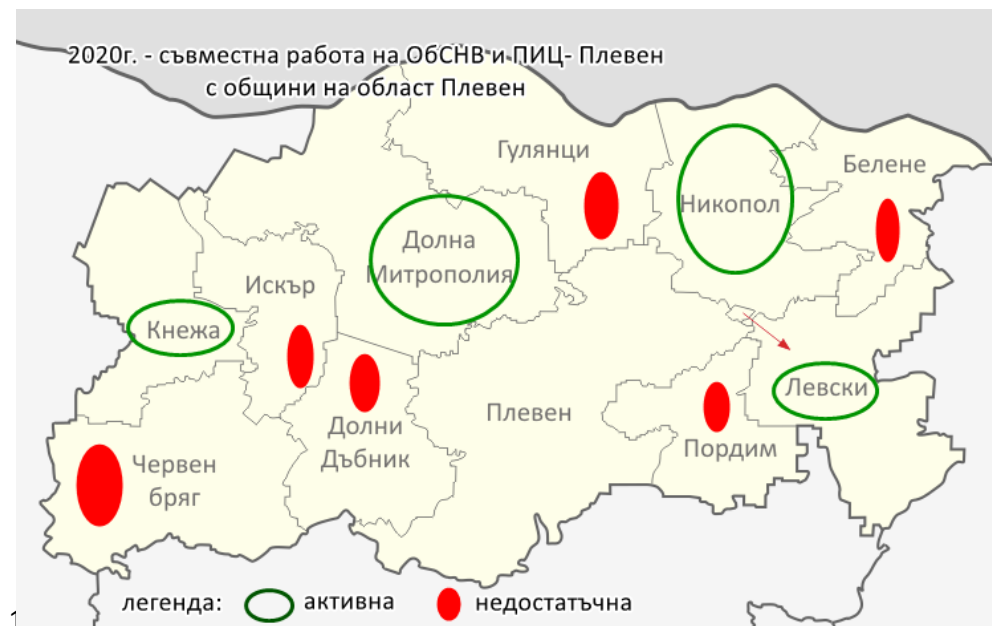 2020г. - съвместна работа на ОбСНВ и ПИЦ- Плевен
с общини на област Плевен
Гулянци
Белене
Никопол
Долна
Митрополия
Искър
Кнежа
Левски
Плевен
Долни
Дъбник
Пордим
Червен
бряг
легенда: активна недостатъчна